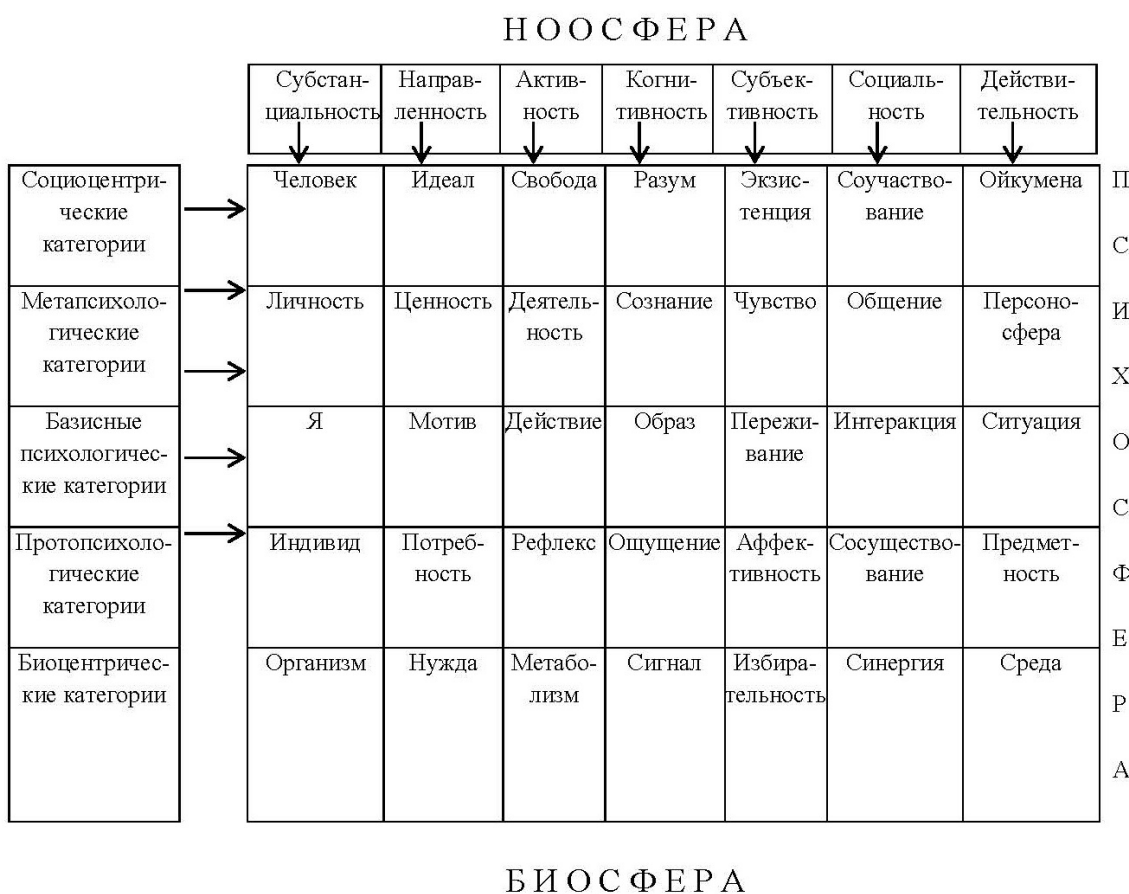 НООСФЕРА
Субстан- Направ- Актив- Когни- Субъек- Социаль- Действи-
циальность ленность ность тивность тивность ность тельность
Социоцентри- Человек Идеал Свобода Разум Экзис- Соучаство- Ойкумена П
ческие тенция вание
категории С
Метапсихоло- Личность Ценность Деятель- Сознание Чувство Общение Персоно- И
гические ность сфера
категории Х
Базисные Я Мотив Действие Образ Пережи- Интеракция Ситуация
психологичес- вание О
кие категории С
Протопсихоло- Индивид Потреб- Рефлекс Ощущение Аффек- Сосущество- Предмет-
гические ность тивность вание ность Ф
категории Е
Биоцентричес- Организм Нужда Метабо- Сигнал Избира- Синергия Среда
кие категории лизм тельность Р
А
БИОСФЕРА